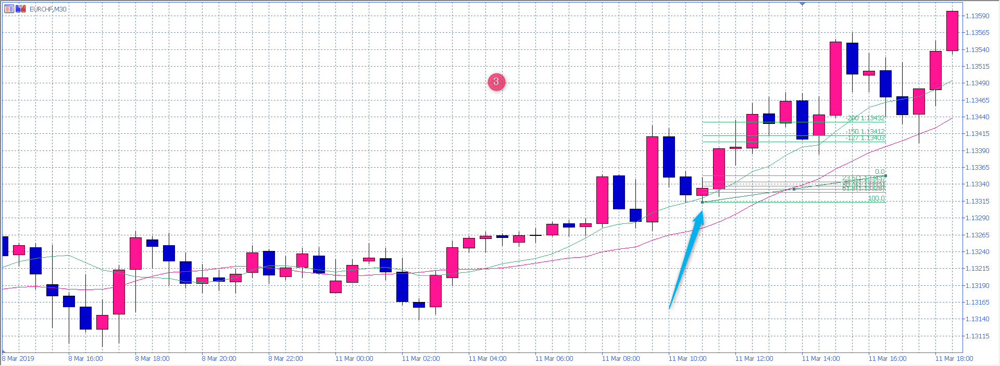 EURCHF,M30
3
1.13590
1.13565
1.13540
1.13515
1.13490
1.13465
1.13440
1.13415
1.13390
1.13365
1.13340
1.13315
1.13290
1.13265
1.13240
1.13215
1.13190
1.13165
1.13140
1.13115
-200 1.13432
-150 1.13412
-127 1.13403
0.0
100.0
8 Mar 2019
8 Mar 16:00
8 Mar 18:00
8 Mar 20:00
8 Mar 22:00
11 Mar 00:00
11 Mar 02:00
11 Mar 04:00
11 Mar 06:00
11 Mar 08:00
11 Mar 10:00
11 Mar 12:00
11 Mar 14:00
11 Mar 16:00
11 Mar 18:00